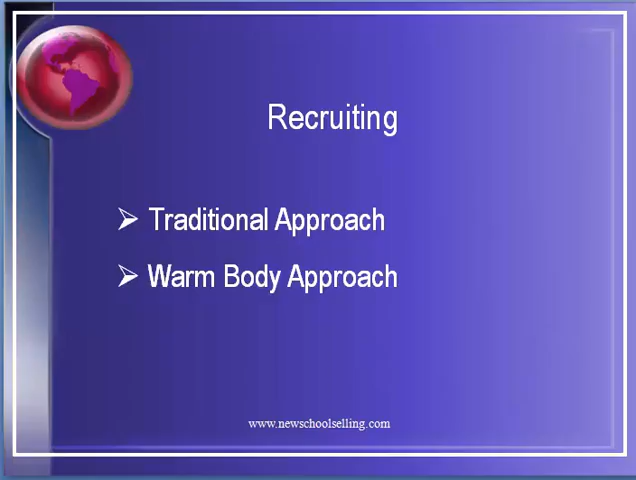 Recruiting
Traditional Approach
Warm Body Approach
www.newschoolselling.com